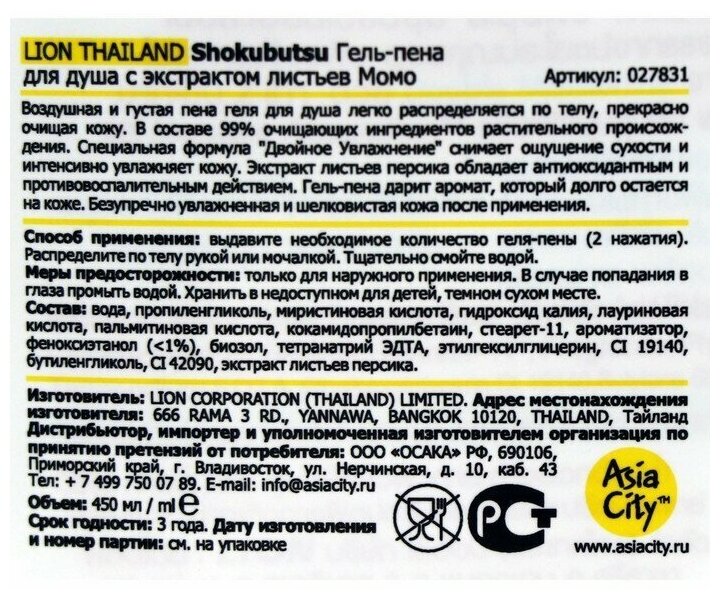 LION THAILAND Shokubutsu Гель-пена
для душа с экстрактом листьев Момо Артикул: 027831
Воздушная и густая пена геля для душа легко распределяется по телу, прекрасно
очищая кожу. В составе 99% очищающих ингредиентов растительного происхож-
дения. Специальная формула "Двойное Увлажнение" снимает ощущение сухости и
интенсивно увлажняет кожу. Экстракт листьев персика обладает антиоксидантным и
противовоспалительным действием. Гель-пена дарит аромат, который долго остается
на коже. Безупречно увлажненная и шелковистая кожа после применения.
Способ применения: выдавите необходимое количество геля-пены (2 нажатия).
Распределите по телу рукой или мочалкой. Тщательно смойте водой.
Меры предосторожности: только для наружного применения. В случае попадания в
глаза промыть водой. Хранить в недоступном для детей, темном сухом месте.
Состав: вода, пропиленгликоль, миристиновая кислота, гидроксид калия, лауриновая
кислота, пальмитиновая кислота, кокамидопропилбетаин, стеарет-11, ароматизатор,
феноксиэтанол (<1%), биозол, тетранатрий ЭДТА, этилгексилглицерин, CI 19140,
бутиленгликоль, CI 42090, экстракт листьев персика.
Изготовитель: LION CORPORATION (THAILAND) LIMITED. Адрес местонахождения
изготовителя: 666 RAMA 3 RD., YANNAWA, BANGKOK 10120, THAILAND, Тайланд
Дистрибьютор, импортер и уполномоченная изготовителем организация по
принятию претензий от потребителя: ООО «ОСАКА» РФ, 690106,
Приморский край, г. Владивосток, ул. Нерчинская, д. 10, каб. 43
Тел: + 7 499 750 07 89. E-mail: info@asiacity.ru
Объем: 450 мл / ml ℮
Срок годности: 3 года. Дату изготовления
и номер партии: см. на упаковке
РСТ
Asia
City™
www.asiacity.ru